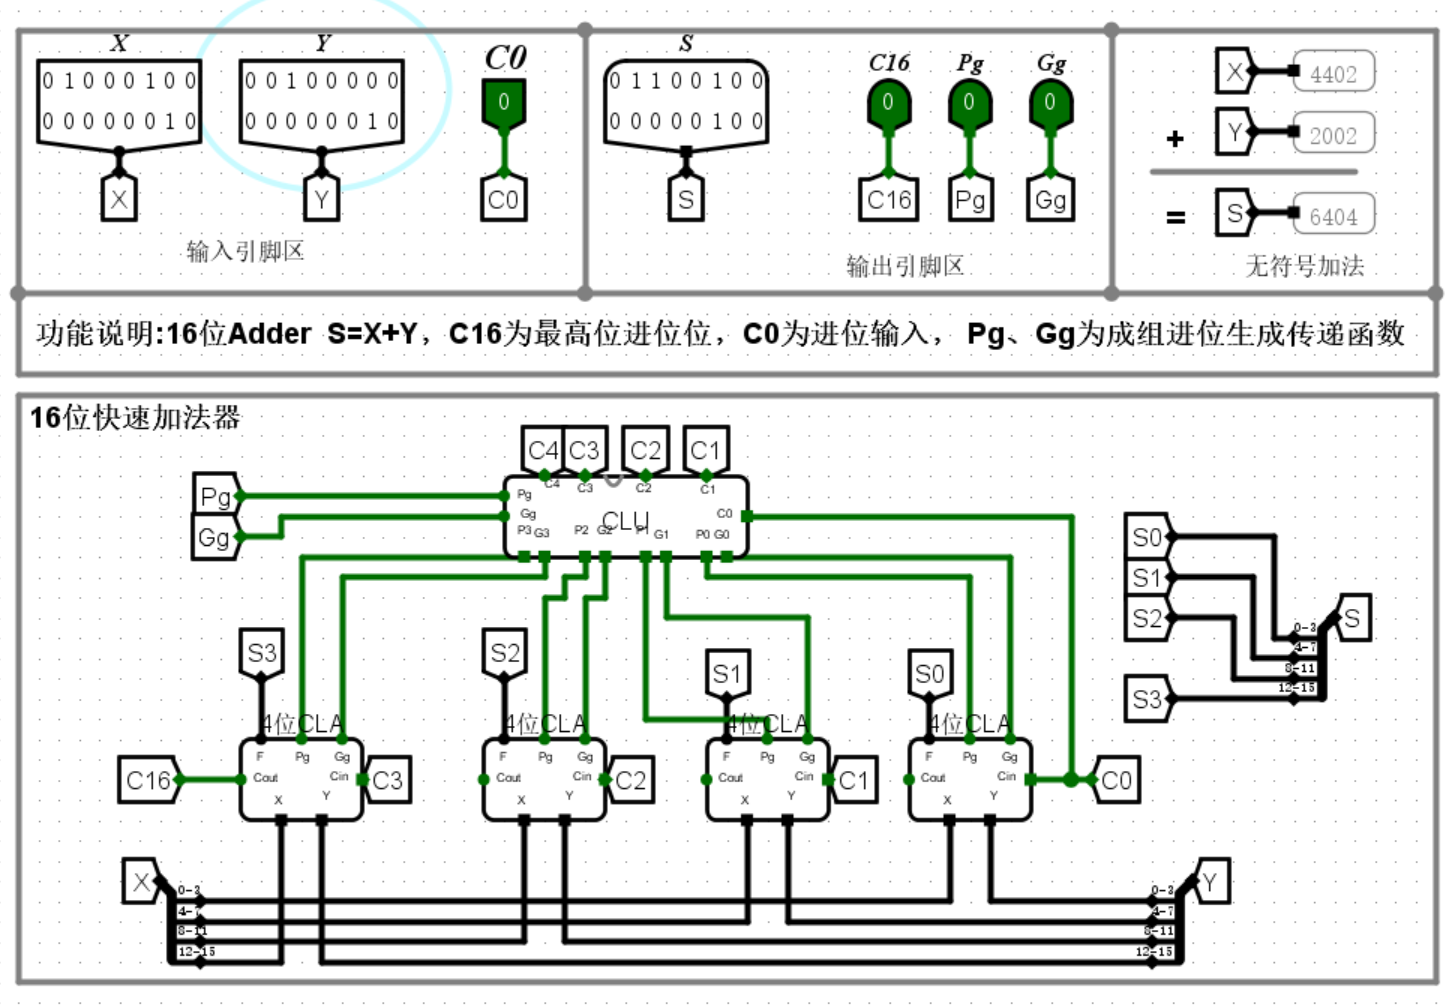 X Y C0 S C16 Pg Gg
0 1 0 0 0 1 0 0
0 0 0 0 0 0 1 0
0 0 1 0 0 0 0 0
0 0 0 0 0 0 1 0
0
0 1 1 0 0 1 0 0
0 0 0 0 0 1 0 0
0 0 0
X 4402
+ Y 2002
= S 6404
X Y C0 S C16 Pg Gg
输入引脚区
输出引脚区
无符号加法
功能说明:16位Adder S=X+Y，C16为最高位进位位，C0为进位输入， Pg、Gg为成组进位生成传递函数
16位快速加法器
C4 C3 C2 C1
C4 C3 C2 C1
Pg Pg
Gg Gg CLU C0
P3 G3 P2 G2 P1 G1 P0 G0
S0
S1
S2
S3
S
0-3
4-7
8-11
12-15
S3 S2 S1 S0
4位CLA 4位CLA 4位CLA 4位CLA
F Pg Gg F Pg Gg F Pg Gg F Pg Gg
C16 Cout Cin C3 Cout Cin C2 Cout Cin C1 Cout Cin C0
X Y X Y X Y X Y
X Y
0-3 0-3
4-7 4-7
8-11 8-11
12-15 12-15